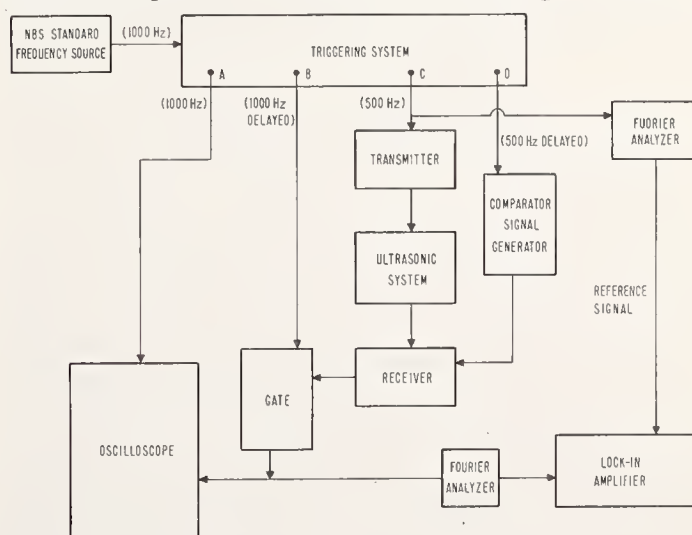 NBS STANDARD
FREQUENCY SOURCE
(1000 Hz)
TRIGGERING SYSTEM
A
B
C
D
(1000 Hz)
(1000 Hz
DELAYED)
(500 Hz)
(500 Hz DELAYED)
FUORIER
ANALYZER
TRANSMITTER
COMPARATOR
SIGNAL
GENERATOR
ULTRASONIC
SYSTEM
REFERENCE
SIGNAL
RECEIVER
GATE
OSCILLOSCOPE
FOURIER
ANALYZER
LOCK-IN
AMPLIFIER